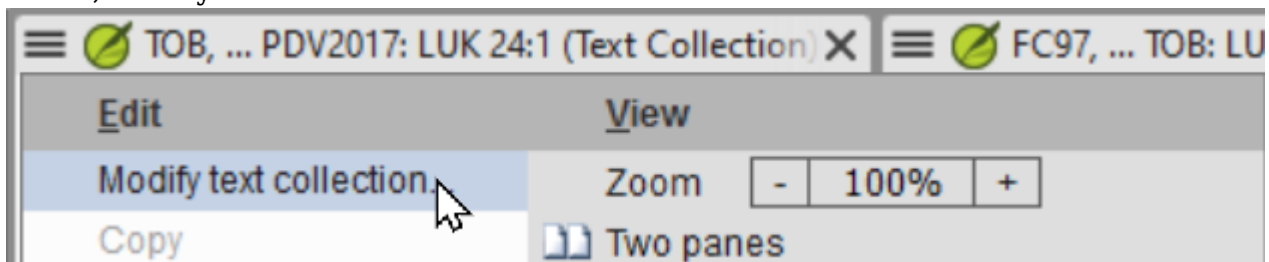 TOB, ... PDV2017: LUK 24:1 (Text Collection) FC97, ... TOB: LU
Edit View
Modify text collection... Zoom - 100% +
Copy Two panes